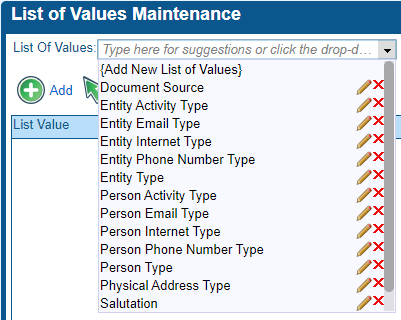 List of Values Maintenance
List Of Values: Type here for suggestions or click the drop-d…
{Add New List of Values}
Document Source
Add
Entity Activity Type
List Value
Entity Email Type
Entity Internet Type
Entity Phone Number Type
Entity Type
Person Activity Type
Person Email Type
Person Internet Type
Person Phone Number Type
Person Type
Physical Address Type
Salutation